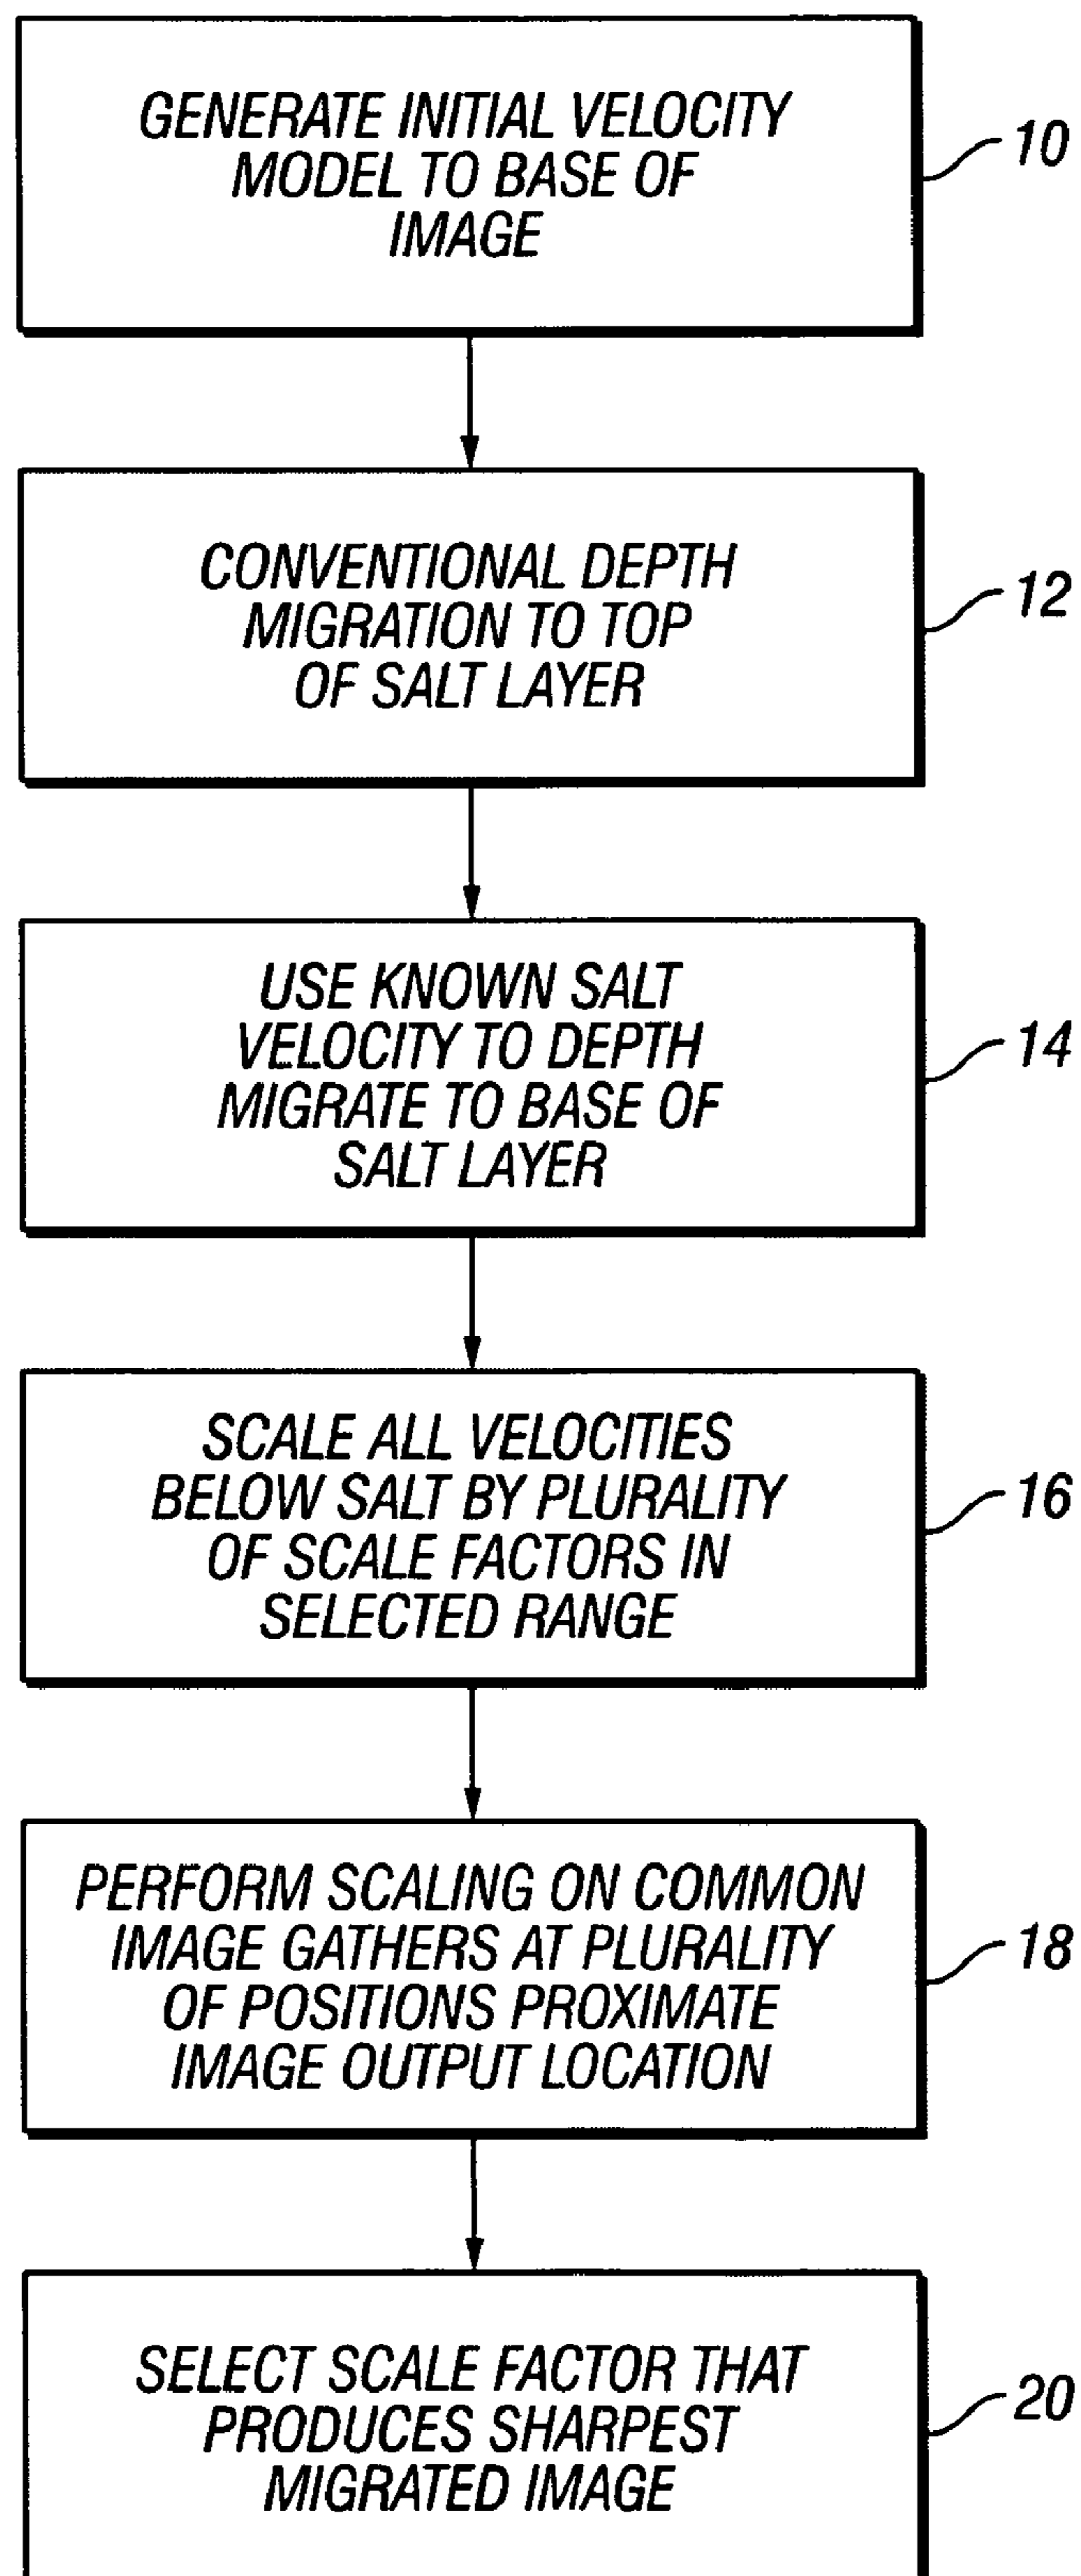 GENERATE INITIAL VELOCITY
MODEL TO BASE OF
IMAGE
10
CONVENTIONAL DEPTH
MIGRATION TO TOP
OF SALT LAYER
12
USE KNOWN SALT
VELOCITY TO DEPTH
MIGRATE TO BASE OF
SALT LAYER
14
SCALE ALL VELOCITIES
BELOW SALT BY PLURALITY
OF SCALE FACTORS IN
SELECTED RANGE
16
PERFORM SCALING ON COMMON
IMAGE GATHERS AT PLURALITY
OF POSITIONS PROXIMATE
IMAGE OUTPUT LOCATION
18
SELECT SCALE FACTOR THAT
PRODUCES SHARPEST
MIGRATED IMAGE
20